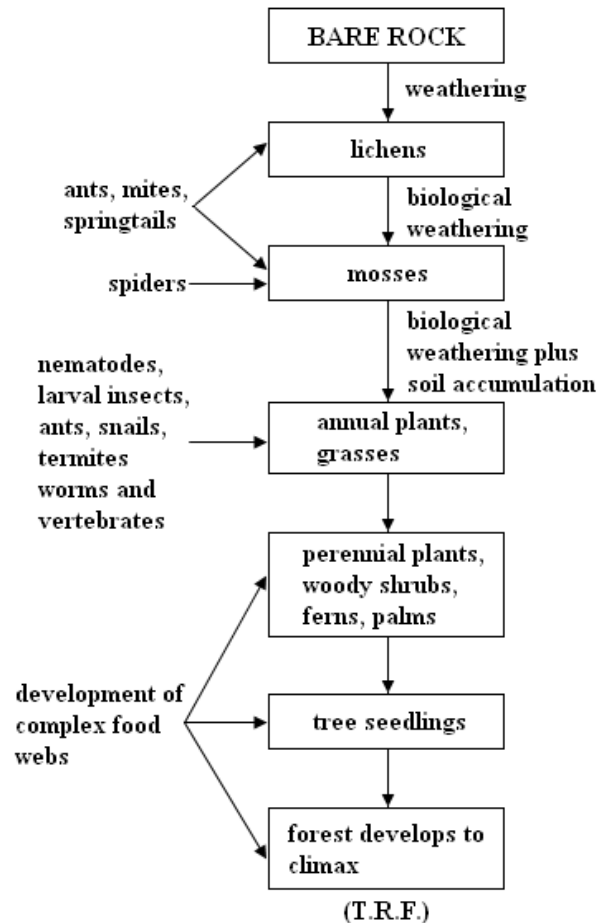 BARE ROCK
weathering
lichens
ants, mites,
springtails
biological
weathering
mosses
spiders
biological
weathering plus
soil accumulation
nematodes,
larval insects,
ants, snails,
termites
worms and
vertebrates
annual plants,
grasses
perennial plants,
woody shrubs,
ferns, palms
development of
complex food
webs
tree seedlings
forest develops to
climax
(T.R.F.)